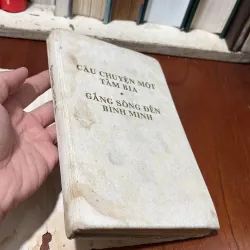 CÂU CHUYỆN MỘT
TẤM BIA
*
GẮNG SỐNG ĐẾN
BÌNH MINH